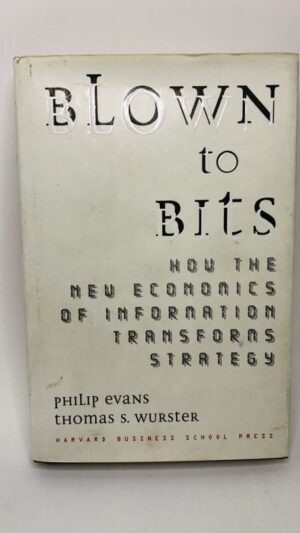 BLOWN
to
BITS
HOW THE
NEW ECONOMICS
OF INFORMATION
TRANSFORMS
STRATEGY
PHILIP EVANS
THOMAS S. WURSTER
HARVARD BUSINESS SCHOOL PRESS